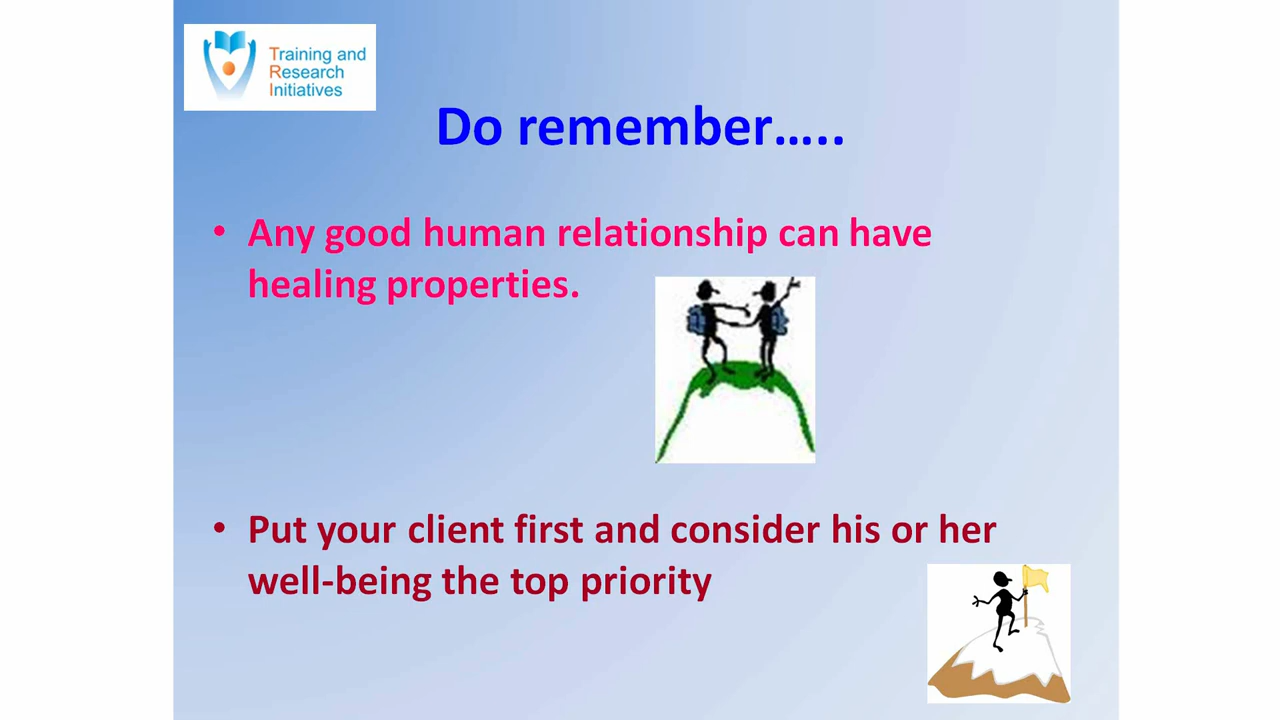 Training and
Research
Initiatives
Do remember.....
• Any good human relationship can have
healing properties.
• Put your client first and consider his or her
well-being the top priority